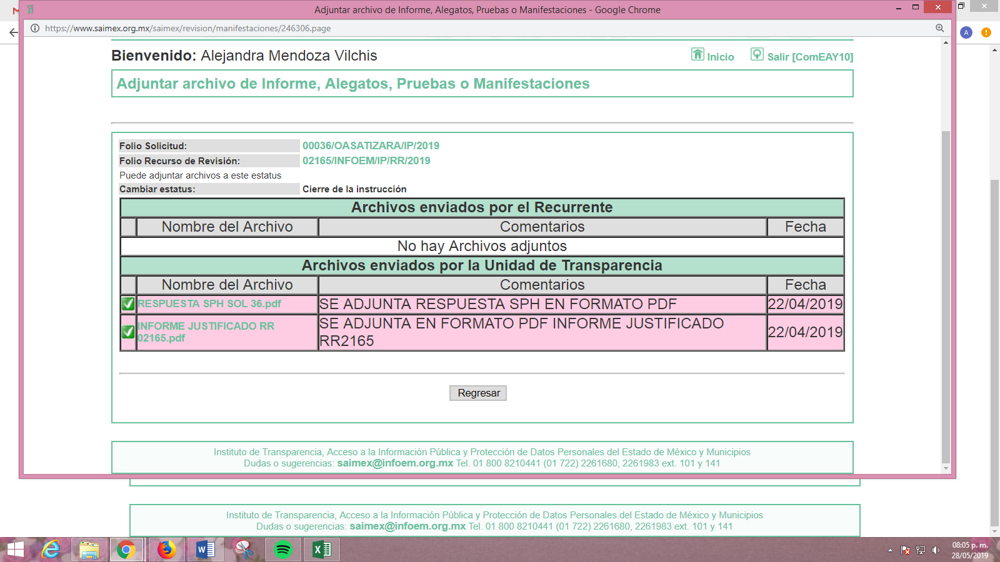 Adjuntar archivo de Informe, Alegatos, Pruebas o Manifestaciones - Google Chrome
https://www.saimex.org.mx/saimex/revision/manifestaciones/246306.page
A
Bienvenido: Alejandra Mendoza Vilchis
Inicio
Salir [ComEAY10]
Adjuntar archivo de Informe, Alegatos, Pruebas o Manifestaciones
Folio Solicitud: 00036/OASATIZARA/IP/2019
Folio Recurso de Revisión: 02165/INFOEM/IP/RR/2019
Puede adjuntar archivos a este estatus
Cambiar estatus: Cierre de la instrucción
Archivos enviados por el Recurrente
Nombre del Archivo Comentarios Fecha
No hay Archivos adjuntos
Archivos enviados por la Unidad de Transparencia
Nombre del Archivo Comentarios Fecha
RESPUESTA SPH SOL 36.pdf SE ADJUNTA RESPUESTA SPH EN FORMATO PDF 22/04/2019
INFORME JUSTIFICADO RR
02165.pdf
SE ADJUNTA EN FORMATO PDF INFORME JUSTIFICADO
RR2165
22/04/2019
Regresar
Instituto de Transparencia, Acceso a la Información Pública y Protección de Datos Personales del Estado de México y Municipios
Dudas o sugerencias: saimex@infoem.org.mx Tel. 01 800 8210441 (01 722) 2261680, 2261983 ext. 101 y 141
Instituto de Transparencia, Acceso a la Información Pública y Protección de Datos Personales del Estado de México y Municipios
Dudas o sugerencias: saimex@infoem.org.mx Tel. 01 800 8210441 (01 722) 2261680, 2261983 ext. 101 y 141
08:05 p. m.
28/05/2019